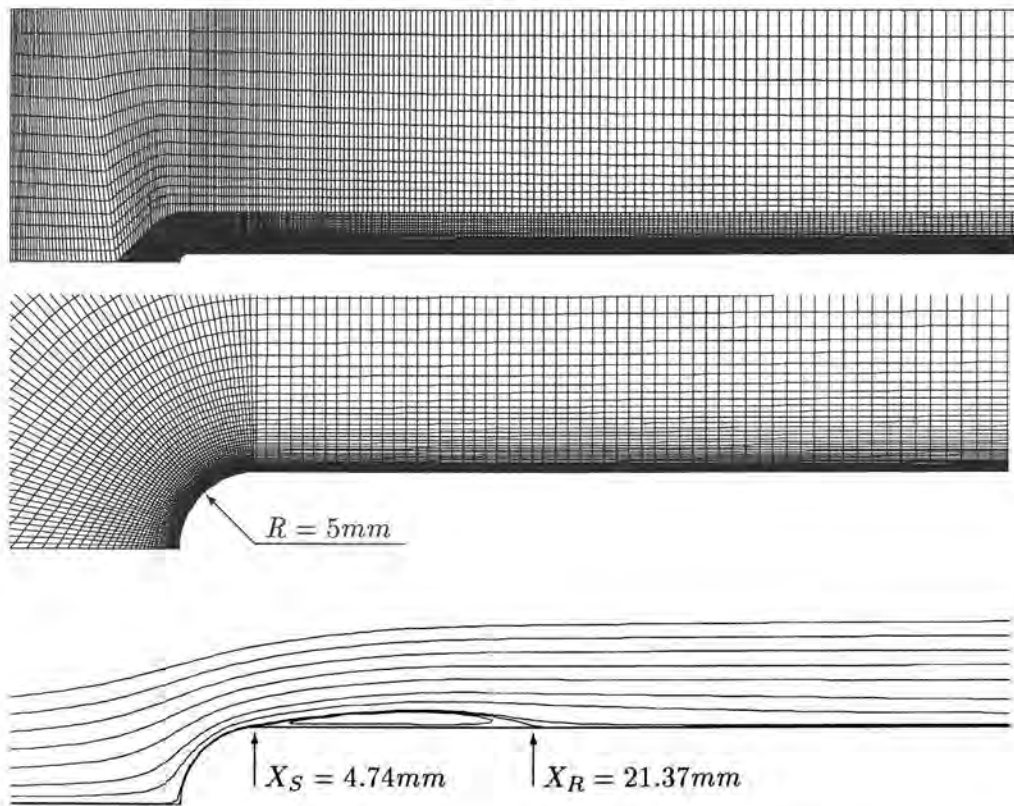 R = 5mm
X_S = 4.74mm
X_R = 21.37mm